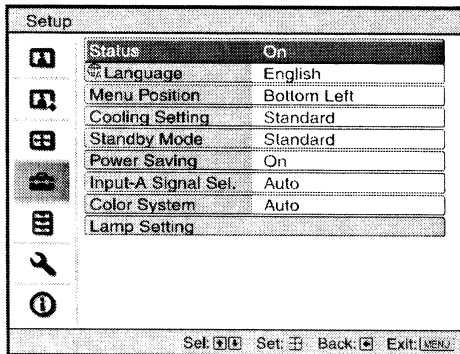 Setup
Status On
Language English
Menu Position Bottom Left
Cooling Setting Standard
Standby Mode Standard
Power Saving On
Input-A Signal Sel. Auto
Color System Auto
Lamp Setting
Sel: Set: Back: Exit: MENU